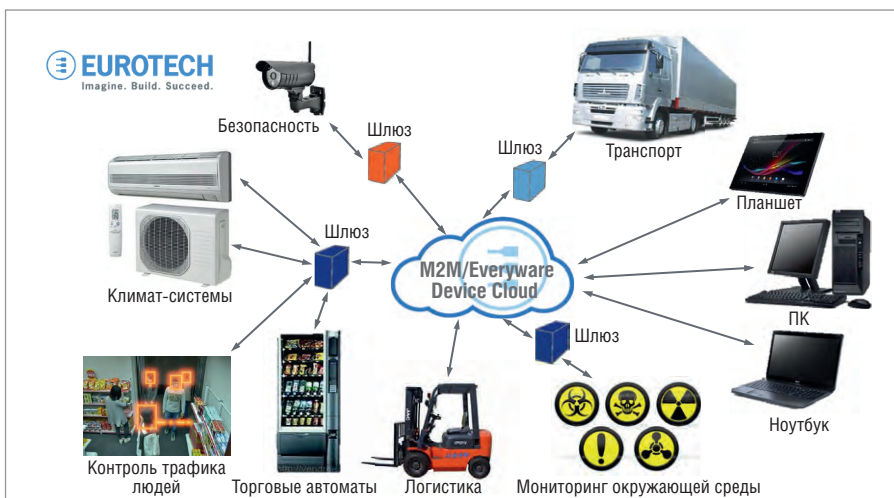 EUROTECH
Imagine. Build. Succeed.
Безопасность
Шлюз
Шлюз
Транспорт
Планшет
Шлюз
Климат-системы
M2M/Everyware
Device Cloud
ПК
Шлюз
Ноутбук
Контроль трафика
людей
Торговые автоматы
Логистика
Мониторинг окружающей среды